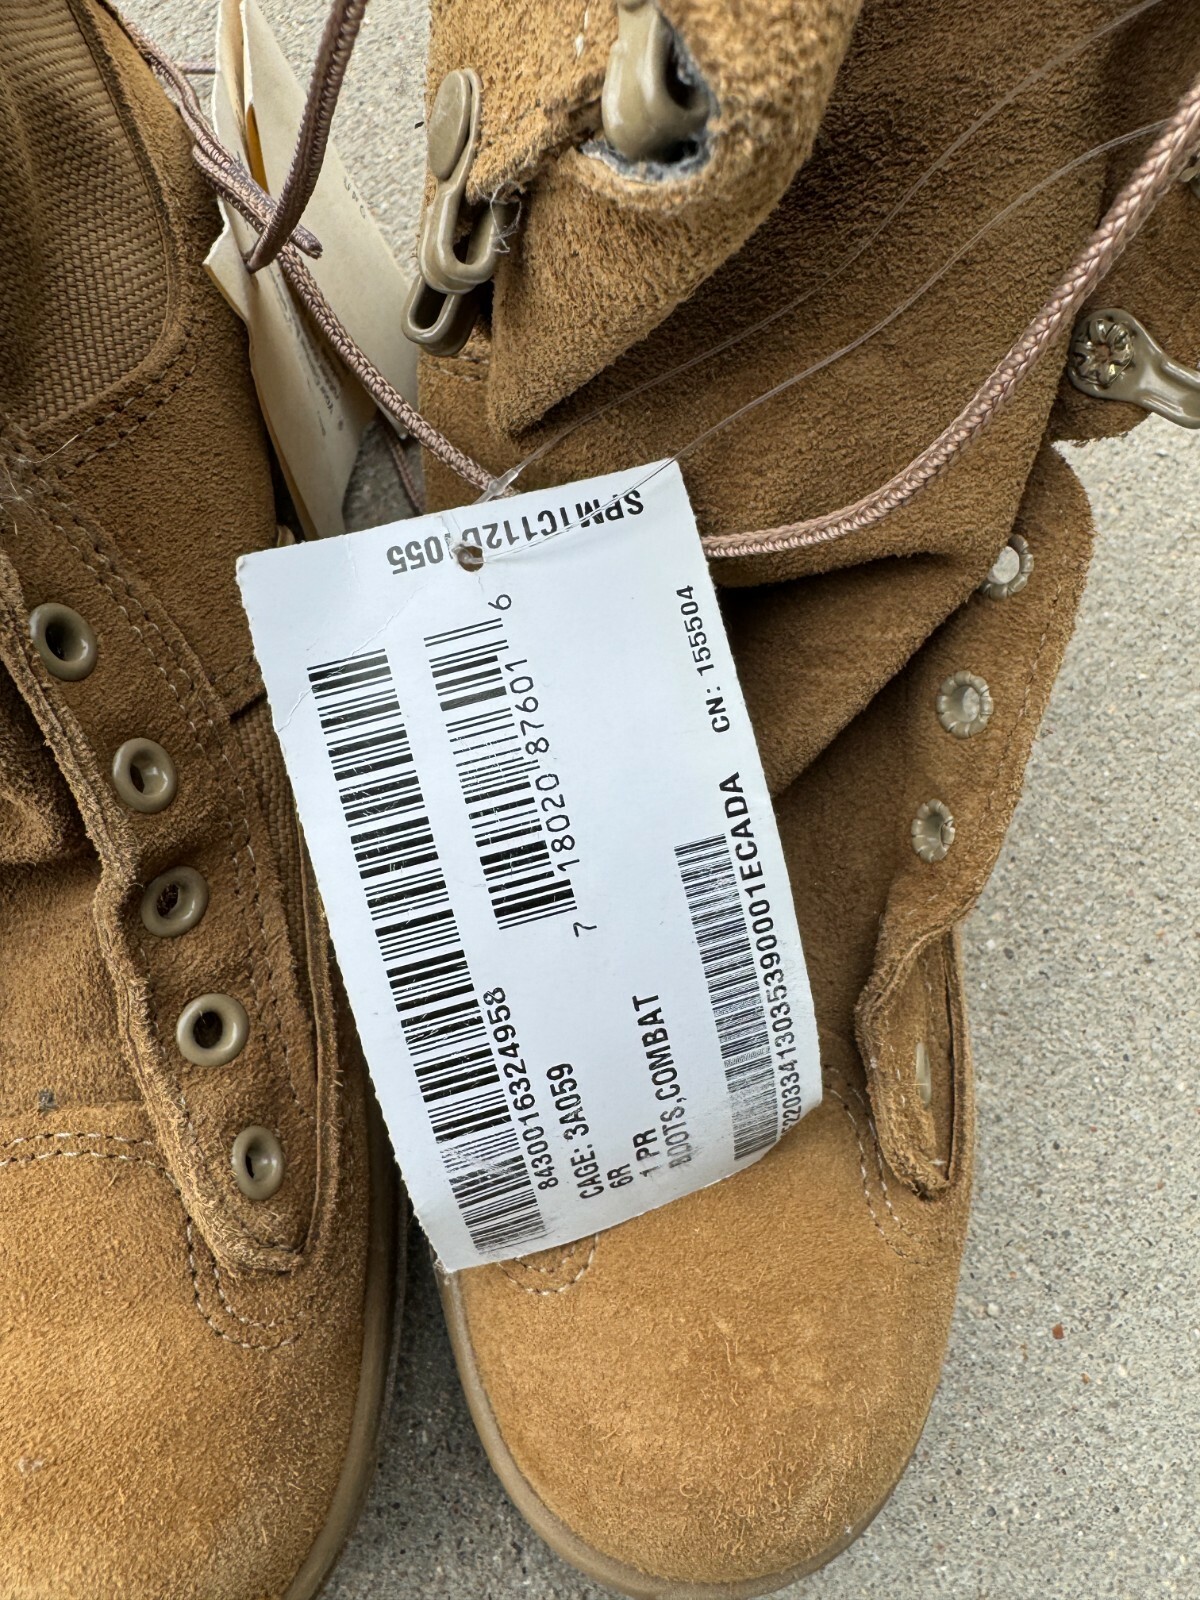 SPM1C112D1055
8430016324958
7 18020 87601 6
CAGE: 3A059
6R
1 PR
BOOTS,COMBAT
CN: 155504